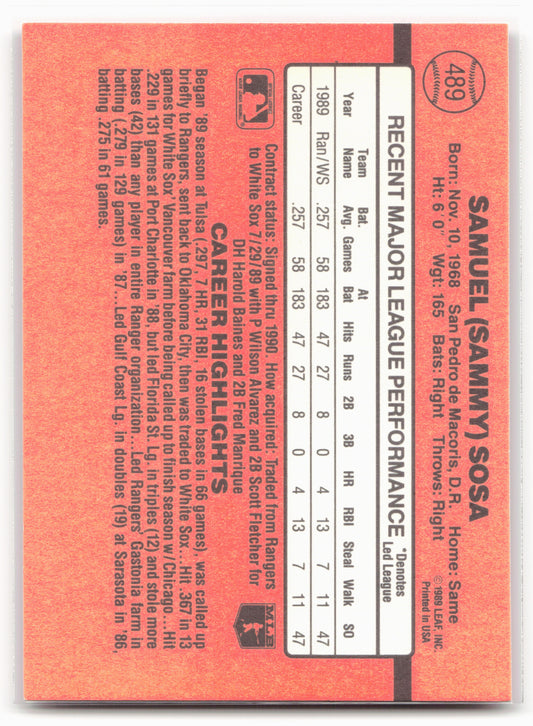 489
SAMUEL (SAMMY) SOSA
Born: Nov. 10, 1968 San Pedro de Macoris, D.R. Home: Same
Ht: 6' 0" Wgt: 165 Bats: Right Throws: Right
©1989 LEAF, INC.
Printed in USA
RECENT MAJOR LEAGUE PERFORMANCE
*Denotes
Led League
Year Team Name Bat. Avg. Games At Bat Hits Runs 2B 3B HR RBI Steal Walk SO
1989 Ran/WS .257 58 183 47 27 8 0 4 13 7 11 47
Career .257 58 183 47 27 8 0 4 13 7 11 47
Contract status: Signed thru 1990. How acquired: Traded from Rangers
to White Sox 7/29/89 with P Wilson Alvarez and 2B Scott Fletcher for
DH Harold Baines and 2B Fred Manrique
MLB
CAREER HIGHLIGHTS
Began '89 season at Tulsa (.297, 7 HR, 31 RBI, 16 stolen bases in 66 games), was called up
briefly to Rangers, sent back to Oklahoma City, then was traded to White Sox...Hit .367 in 13
games for White Sox' Vancouver farm before being called up to finish season w/Chicago...Hit
.229 in 131 games at Port Charlotte in '88, but led Florida St. Lg. in triples (12) and stole more
bases (42) than any player in entire Ranger organization...Led Rangers' Gastonia farm in
batting (.279 in 129 games) in '87...Led Gulf Coast Lg. in doubles (19) at Sarasota in '86,
batting .275 in 61 games.